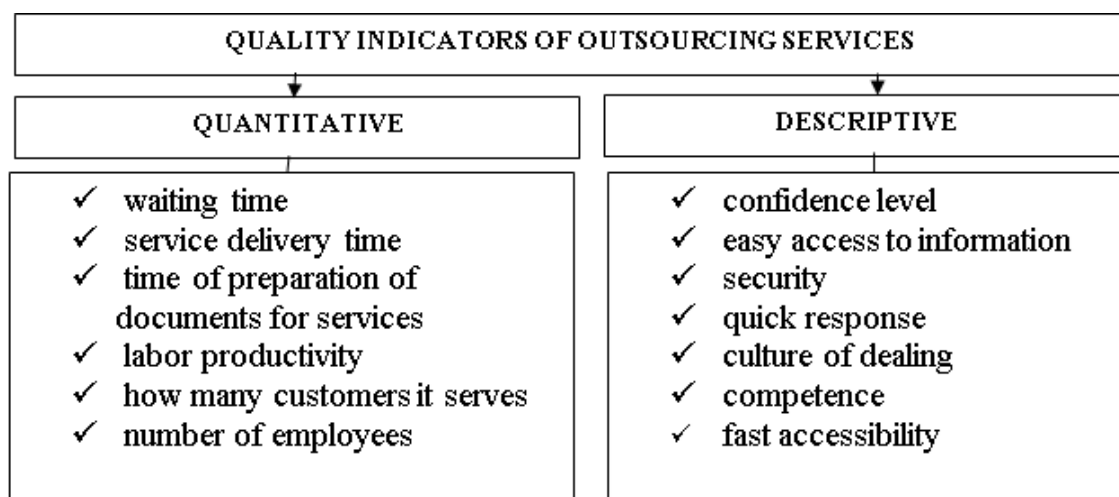 QUALITY INDICATORS OF OUTSOURCING SERVICES
QUANTITATIVE
✓ waiting time
✓ service delivery time
✓ time of preparation of
documents for services
✓ labor productivity
✓ how many customers it serves
✓ number of employees
DESCRIPTIVE
✓ confidence level
✓ easy access to information
✓ security
✓ quick response
✓ culture of dealing
✓ competence
✓ fast accessibility